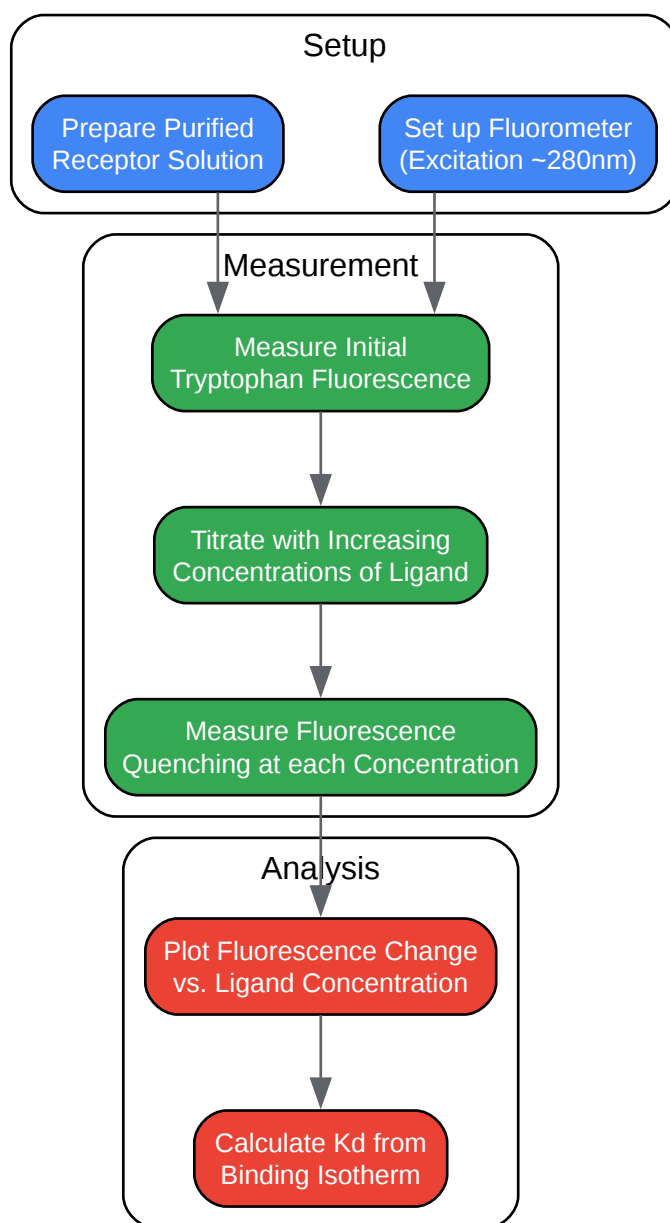 Setup
Prepare Purified
Receptor Solution
Set up Fluorometer
(Excitation ~280nm)
Measurement
Measure Initial
Tryptophan Fluorescence
Titrate with Increasing
Concentrations of Ligand
Measure Fluorescence
Quenching at each Concentration
Analysis
Plot Fluorescence Change
vs. Ligand Concentration
Calculate Kd from
Binding Isotherm